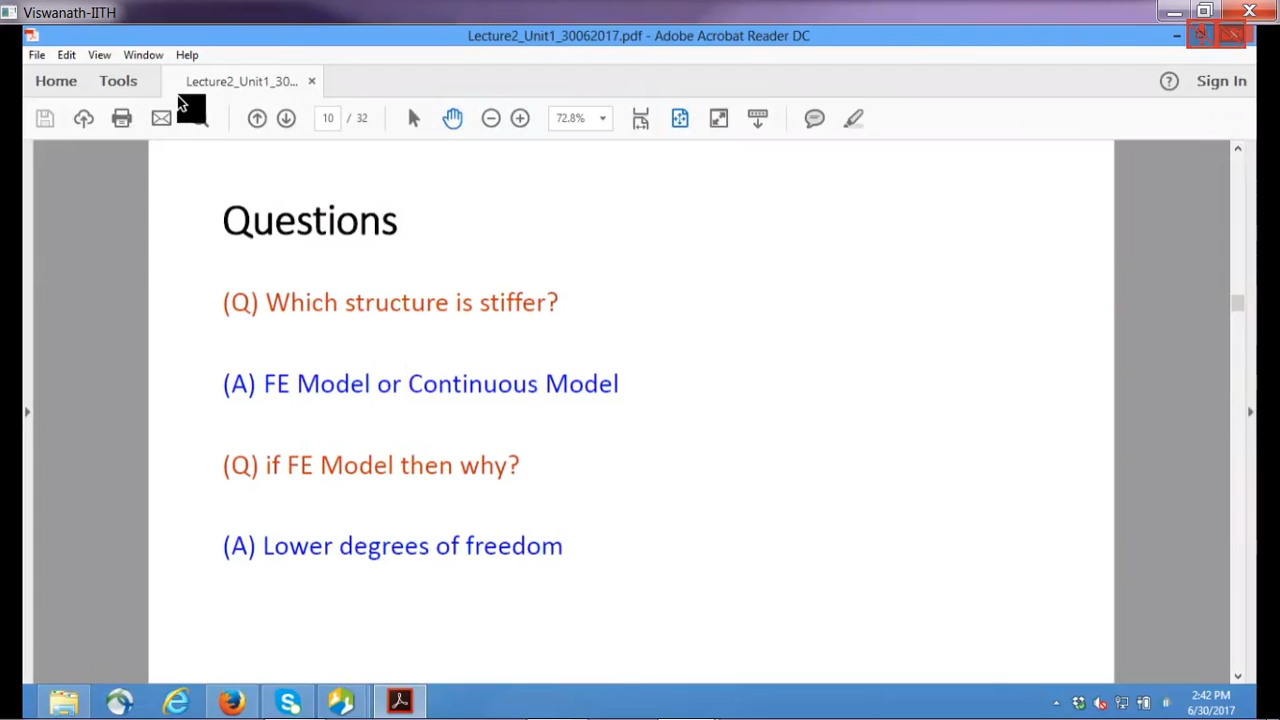 Viswanath-IITH
Lecture2_Unit1_30062017.pdf - Adobe Acrobat Reader DC
File Edit View Window Help
Home Tools Lecture2_Unit1_30... × Sign In
10 / 32 72.8%
Questions
(Q) Which structure is stiffer?
(A) FE Model or Continuous Model
(Q) if FE Model then why?
(A) Lower degrees of freedom
2:42 PM
6/30/2017